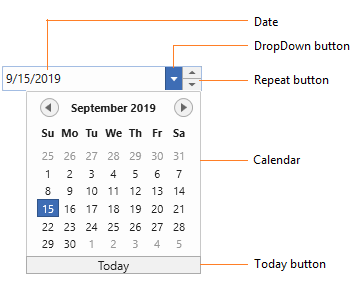 Date
DropDown button
9/15/2019
Repeat button
September 2019
Su Mo Tu We Th Fr Sa
25 26 27 28 29 30 31
1 2 3 4 5 6 7
8 9 10 11 12 13 14
Calendar
15 16 17 18 19 20 21
22 23 24 25 26 27 28
29 30 1 2 3 4 5
Today
Today button